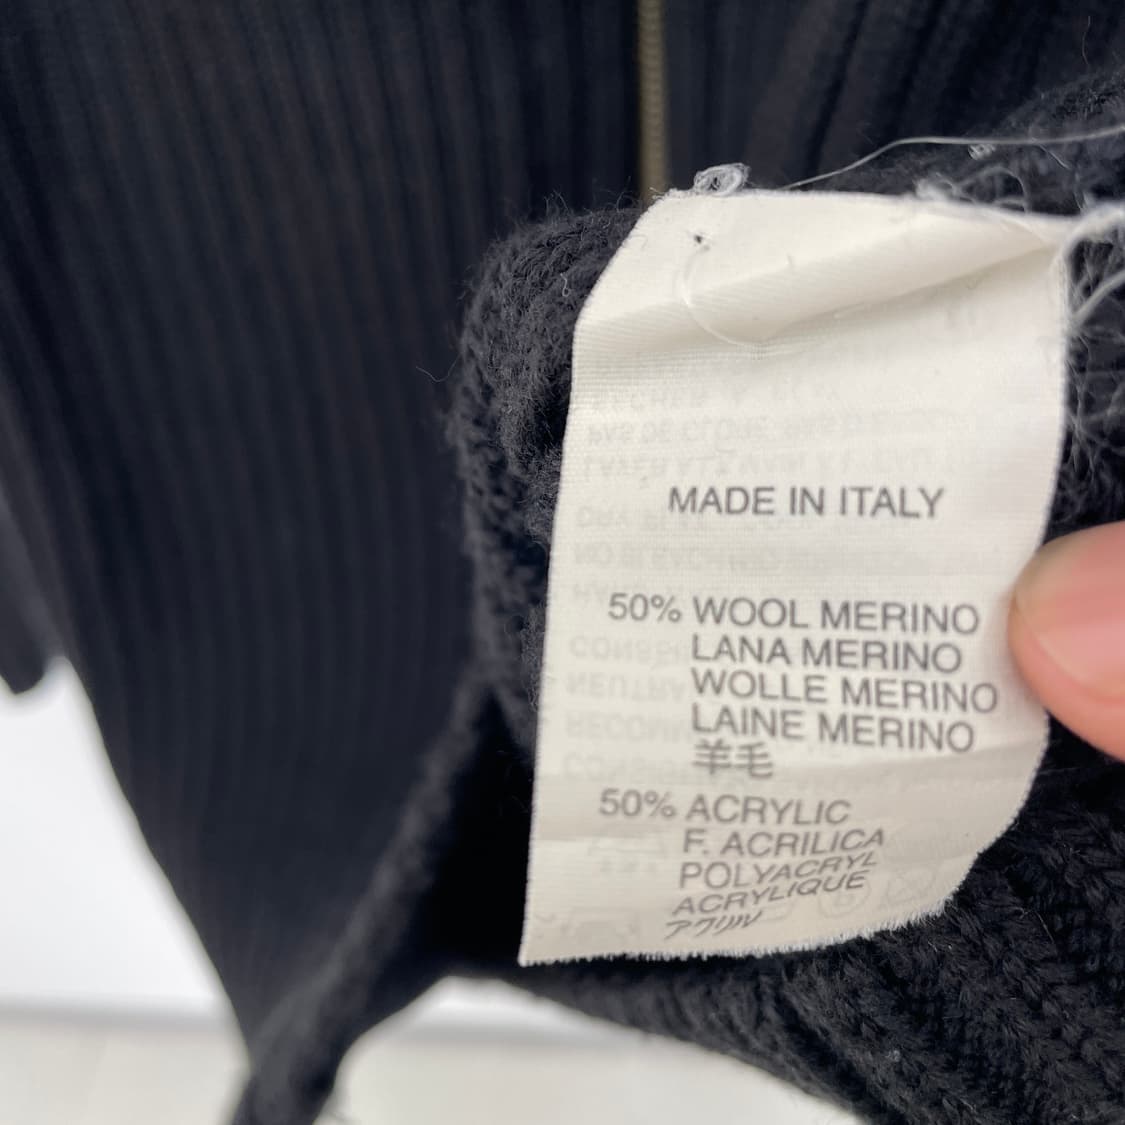 MADE IN ITALY
50% WOOL MERINO
LANA MERINO
WOLLE MERINO
LAINE MERINO
羊毛
50% ACRYLIC
F. ACRILICA
POLYACRYL
ACRYLIQUE
アクリル